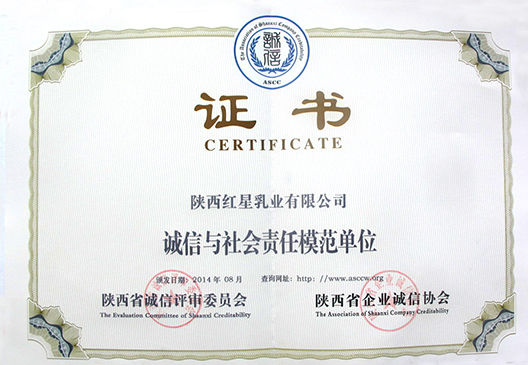 The Association of Shaanxi Company Creditability
誠信
ASCC
证书
CERTIFICATE
陕西红星乳业有限公司
诚信与社会责任模范单位
颁发日期：2014年08月 查询网址：http://www.asccw.org
陕西省诚信评审委员会 陕西省企业诚信协会
The Evaluation Committee of Shaanxi Creditability The Association of Shaanxi Company Creditability